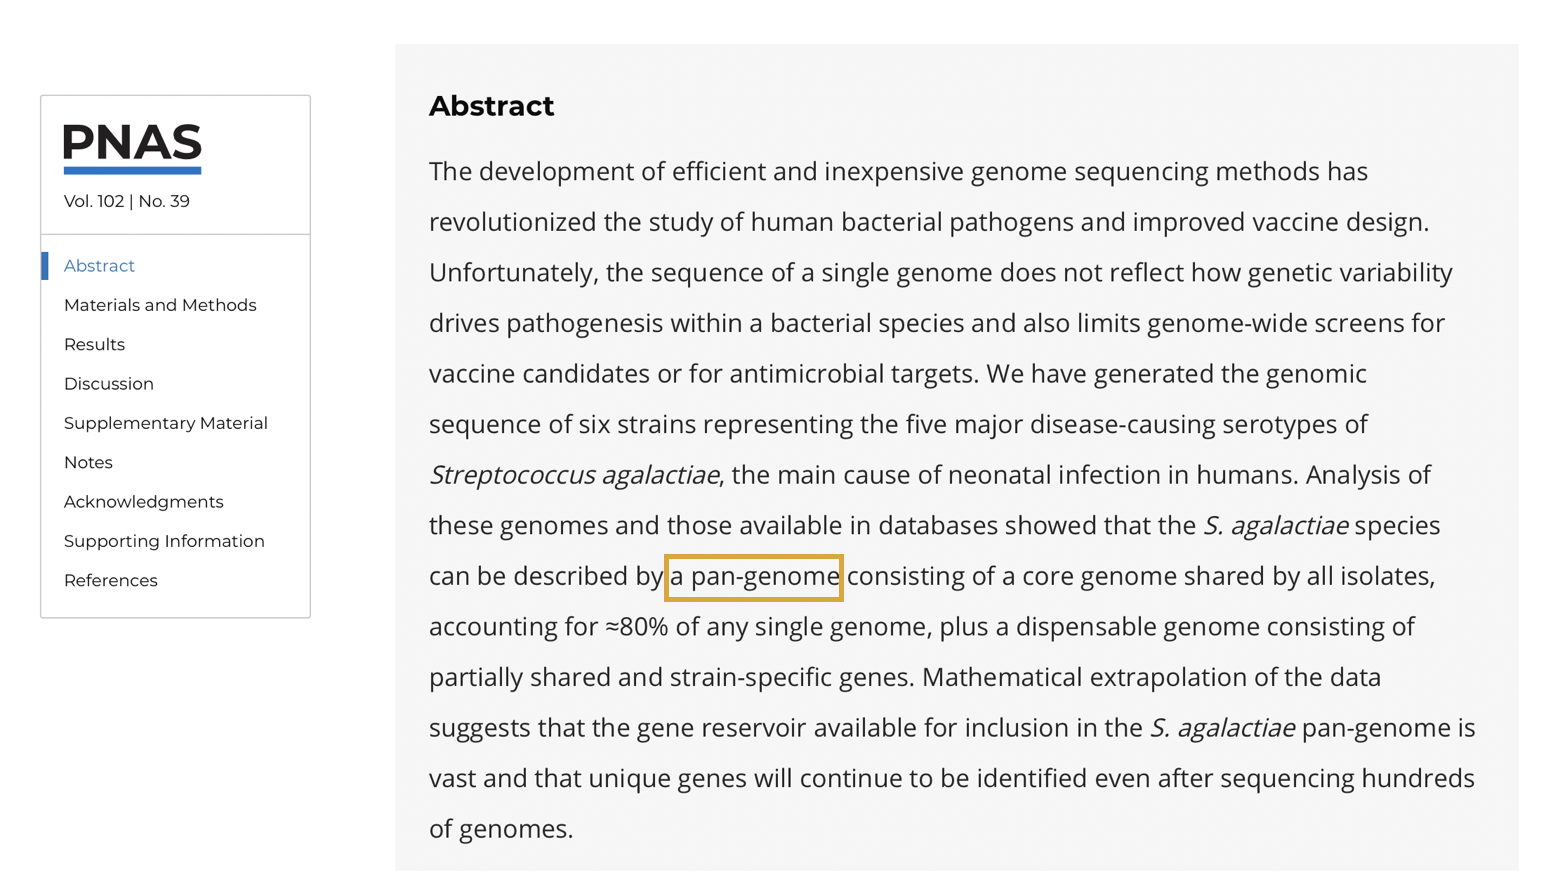 PNAS
Vol. 102 | No. 39
Abstract
Materials and Methods
Results
Discussion
Supplementary Material
Notes
Acknowledgments
Supporting Information
References
Abstract
The development of efficient and inexpensive genome sequencing methods has
revolutionized the study of human bacterial pathogens and improved vaccine design.
Unfortunately, the sequence of a single genome does not reflect how genetic variability
drives pathogenesis within a bacterial species and also limits genome-wide screens for
vaccine candidates or for antimicrobial targets. We have generated the genomic
sequence of six strains representing the five major disease-causing serotypes of
Streptococcus agalactiae, the main cause of neonatal infection in humans. Analysis of
these genomes and those available in databases showed that the S. agalactiae species
can be described by a pan-genome consisting of a core genome shared by all isolates,
accounting for ≈80% of any single genome, plus a dispensable genome consisting of
partially shared and strain-specific genes. Mathematical extrapolation of the data
suggests that the gene reservoir available for inclusion in the S. agalactiae pan-genome is
vast and that unique genes will continue to be identified even after sequencing hundreds
of genomes.